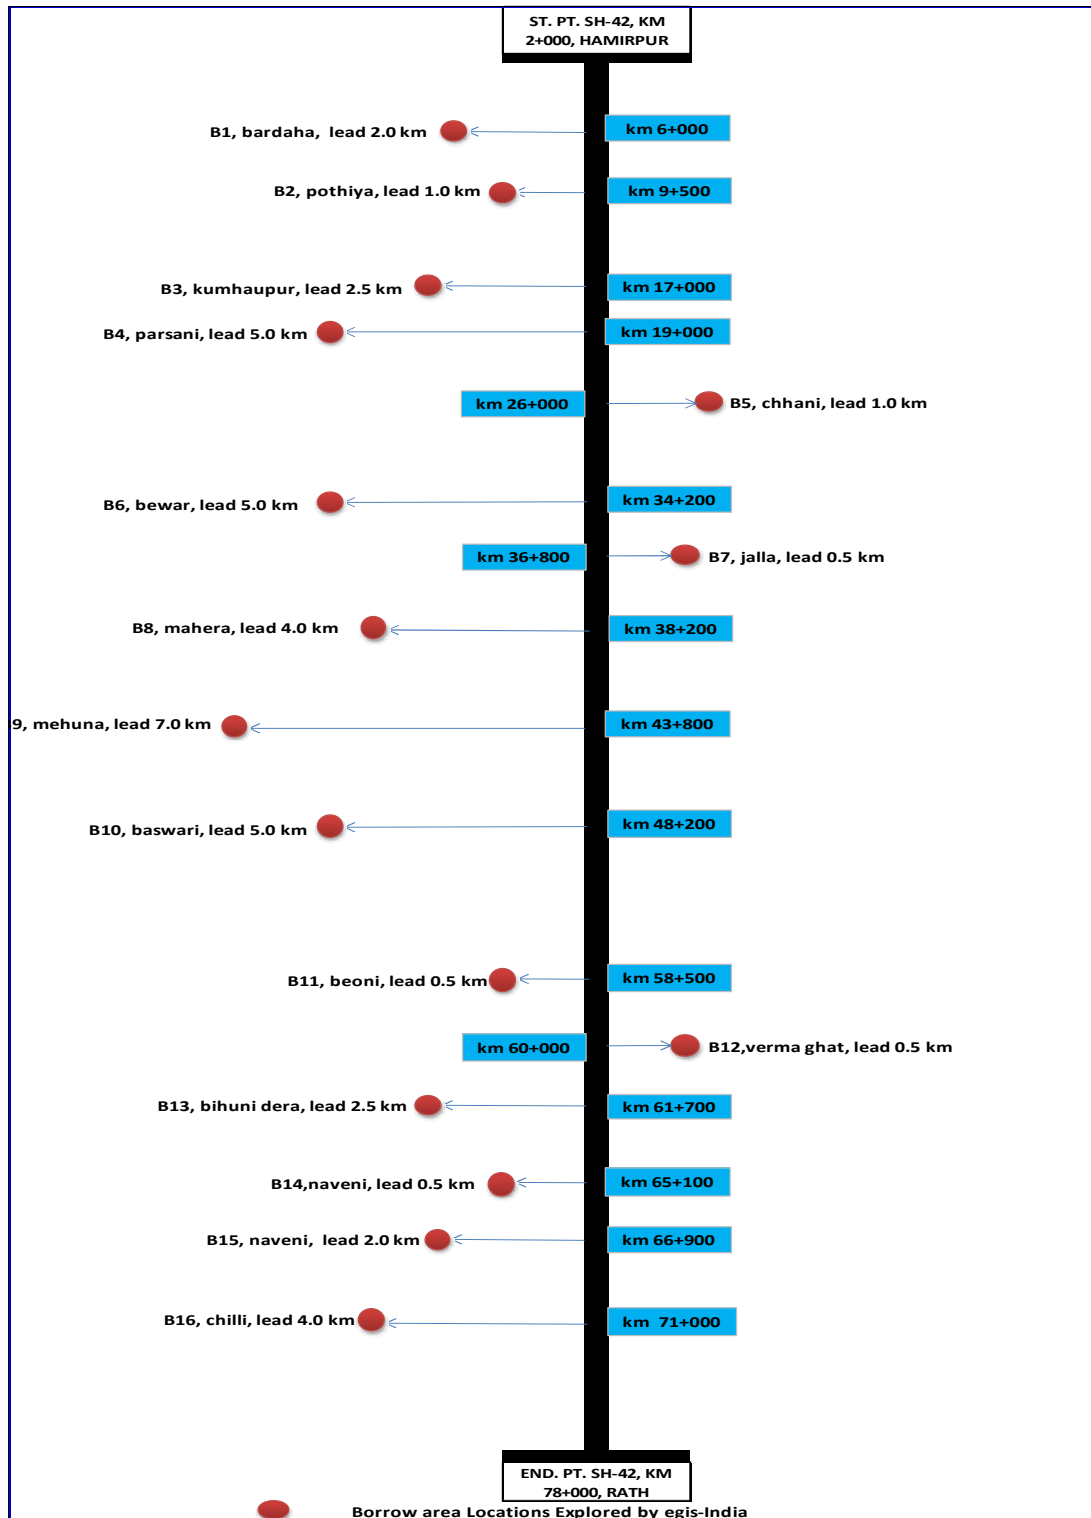 ST. PT. SH-42, KM
2+000, HAMIRPUR
B1, bardaha, lead 2.0 km
km 6+000
B2, pothiya, lead 1.0 km
km 9+500
B3, kumhaupur, lead 2.5 km
km 17+000
B4, parsani, lead 5.0 km
km 19+000
km 26+000
B5, chhani, lead 1.0 km
B6, bewar, lead 5.0 km
km 34+200
km 36+800
B7, jalla, lead 0.5 km
B8, mahera, lead 4.0 km
km 38+200
9, mehuna, lead 7.0 km
km 43+800
B10, baswari, lead 5.0 km
km 48+200
B11, beoni, lead 0.5 km
km 58+500
km 60+000
B12,verma ghat, lead 0.5 km
B13, bihuni dera, lead 2.5 km
km 61+700
B14,naveni, lead 0.5 km
km 65+100
B15, naveni, lead 2.0 km
km 66+900
B16, chilli, lead 4.0 km
km 71+000
END. PT. SH-42, KM
78+000, RATH
Borrow area Locations Explored by egis-India